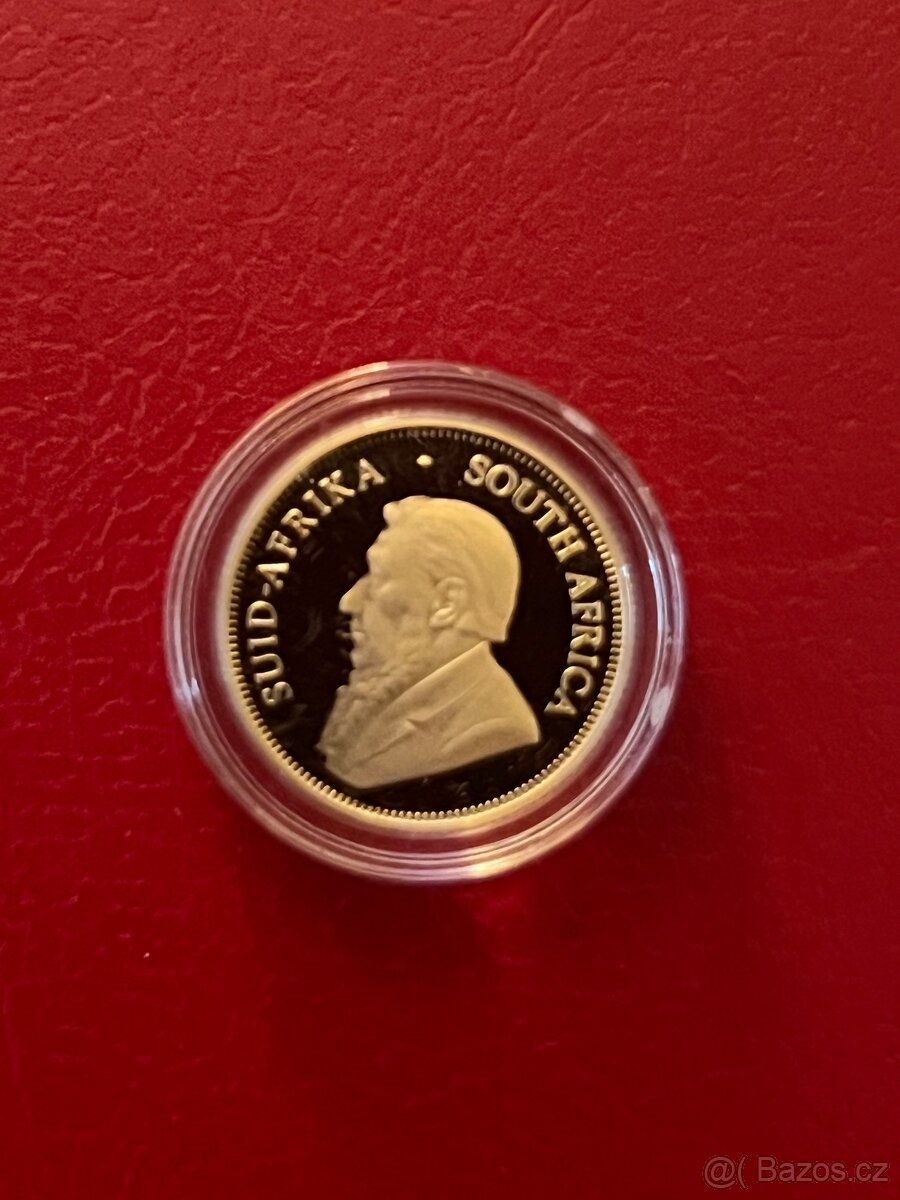 SUID-AFRIKA · SOUTH AFRICA
@( Bazos.cz